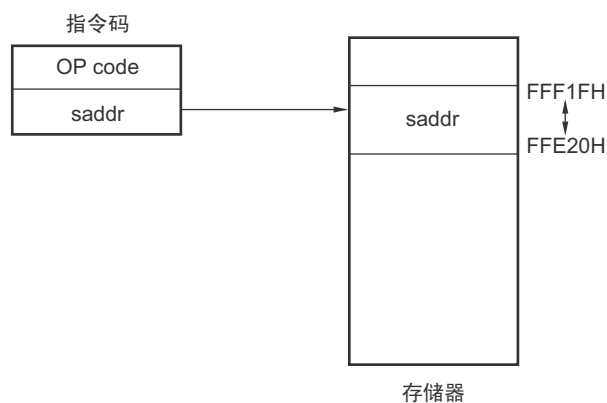 指令码
OP code
saddr
saddr
FFF1FH
FFE20H
存储器